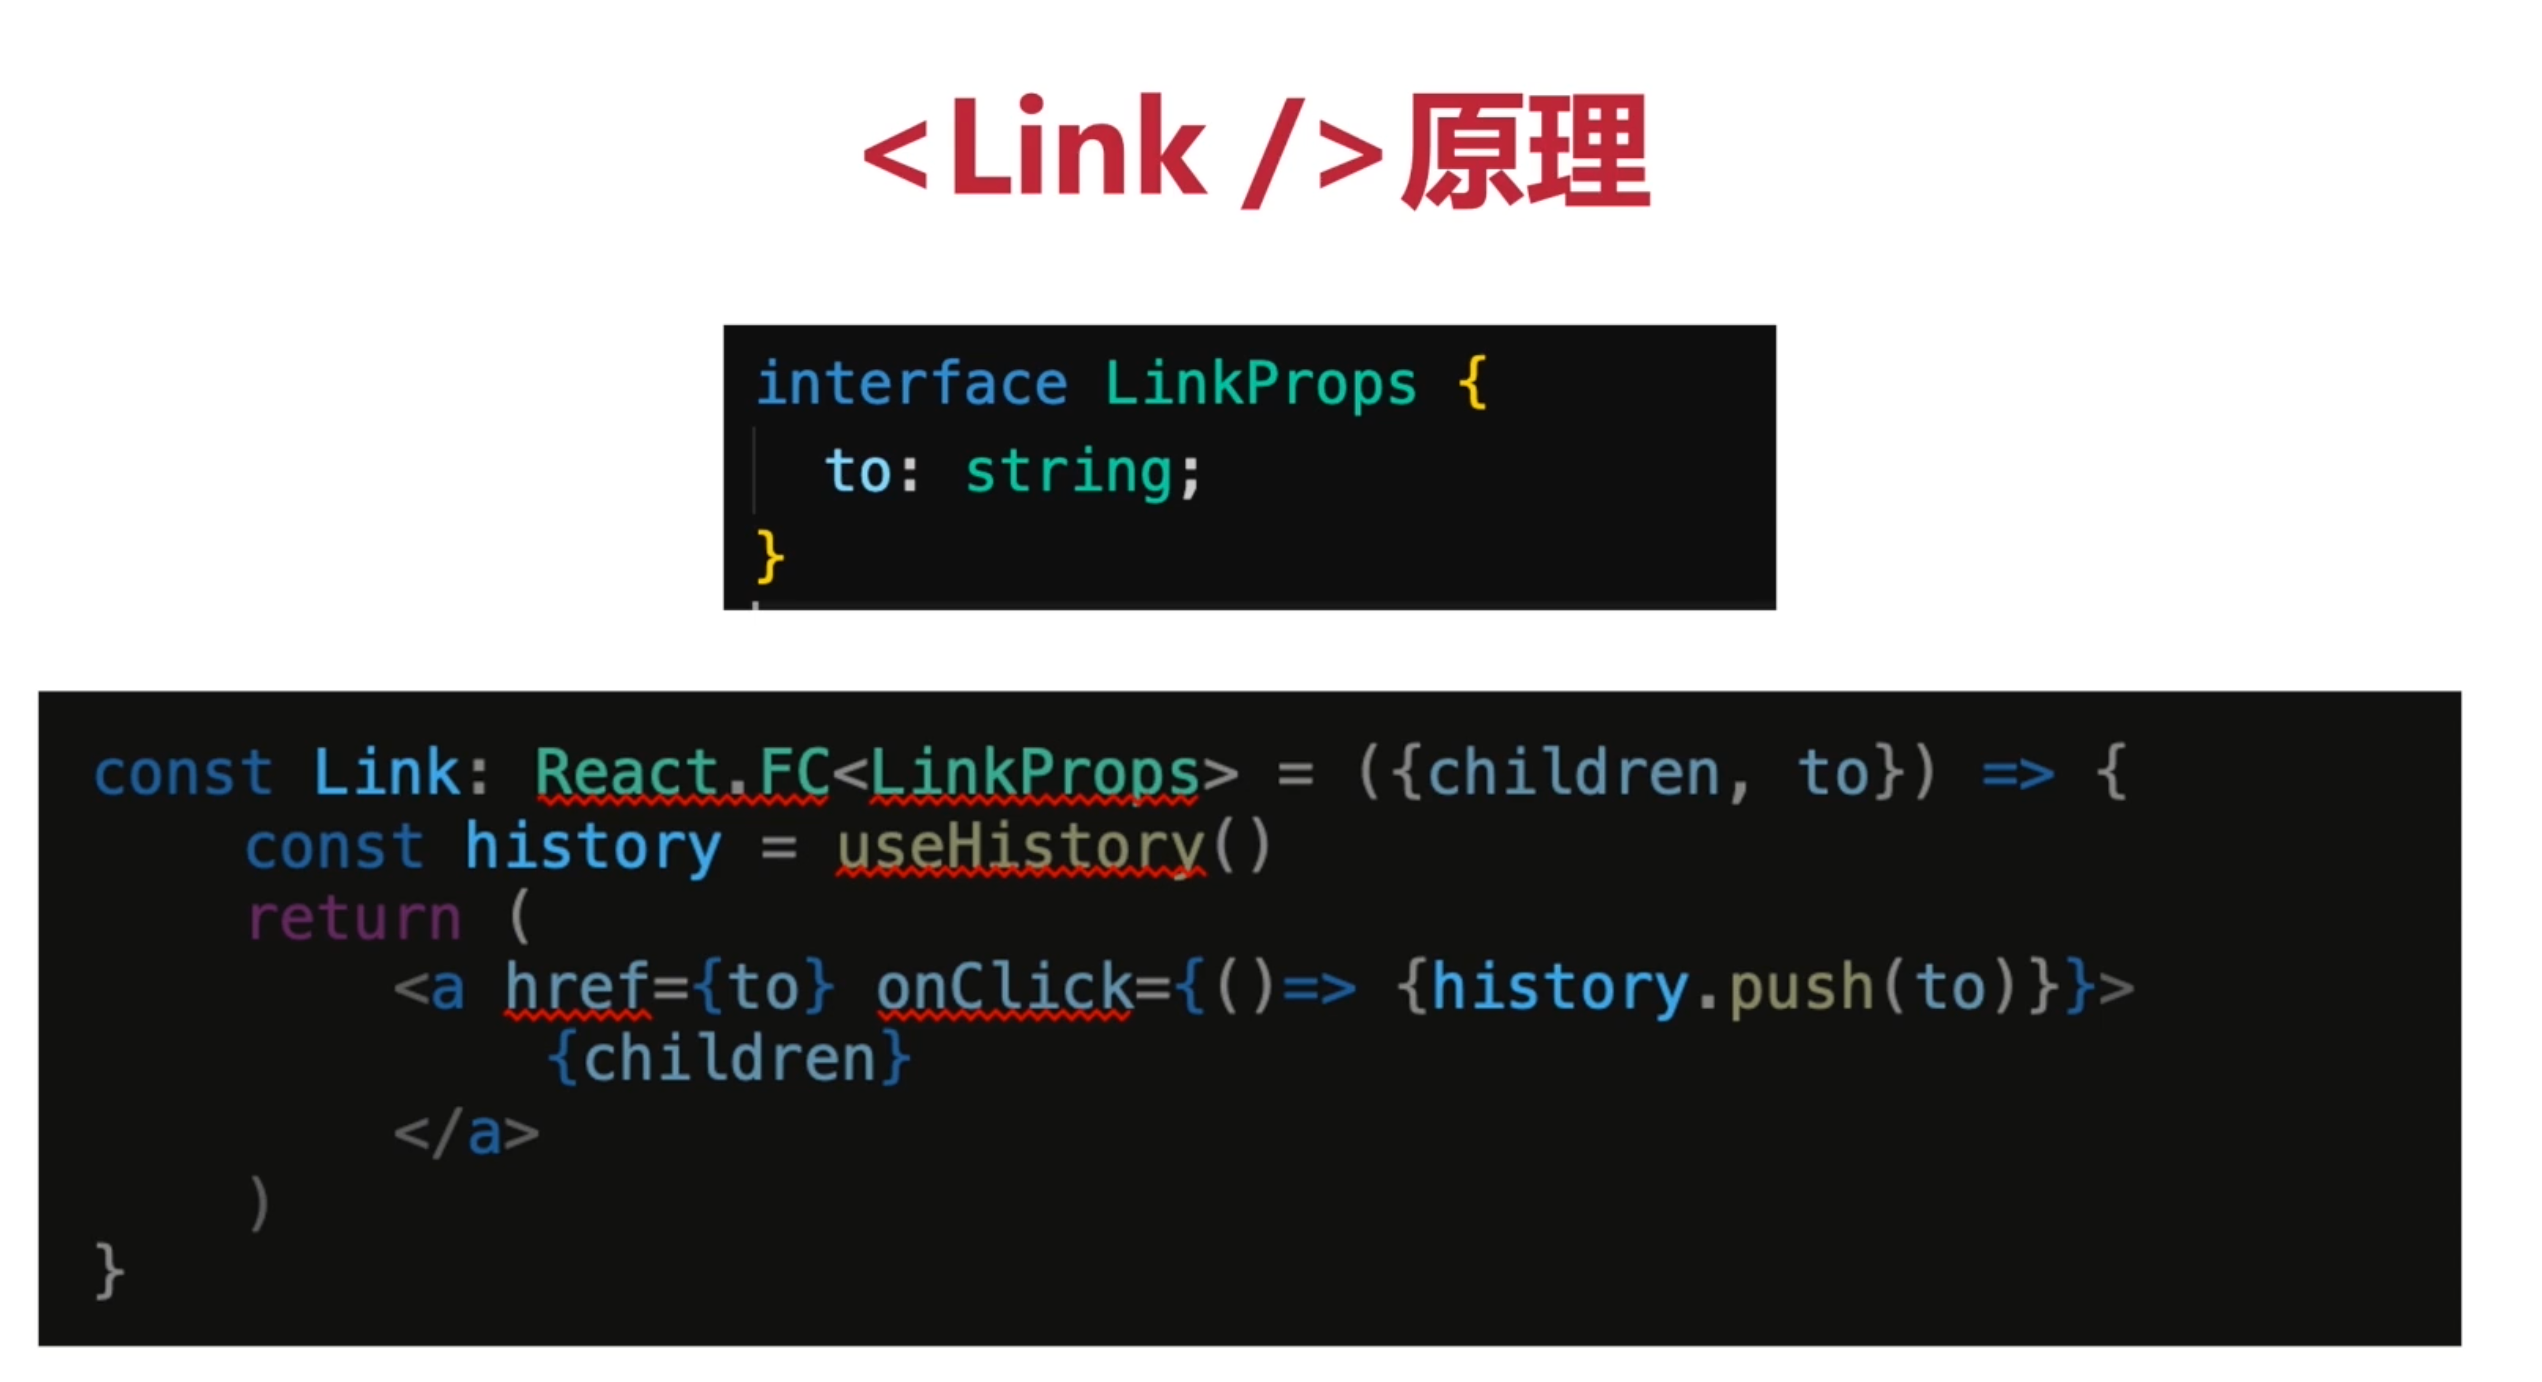 <Link />原理
interface LinkProps {
  to: string;
}
const Link: React.FC<LinkProps> = ({children, to}) => {
    const history = useHistory()
    return (
        <a href={to} onClick={()=> {history.push(to)}}>
            {children}
        </a>
    )
}